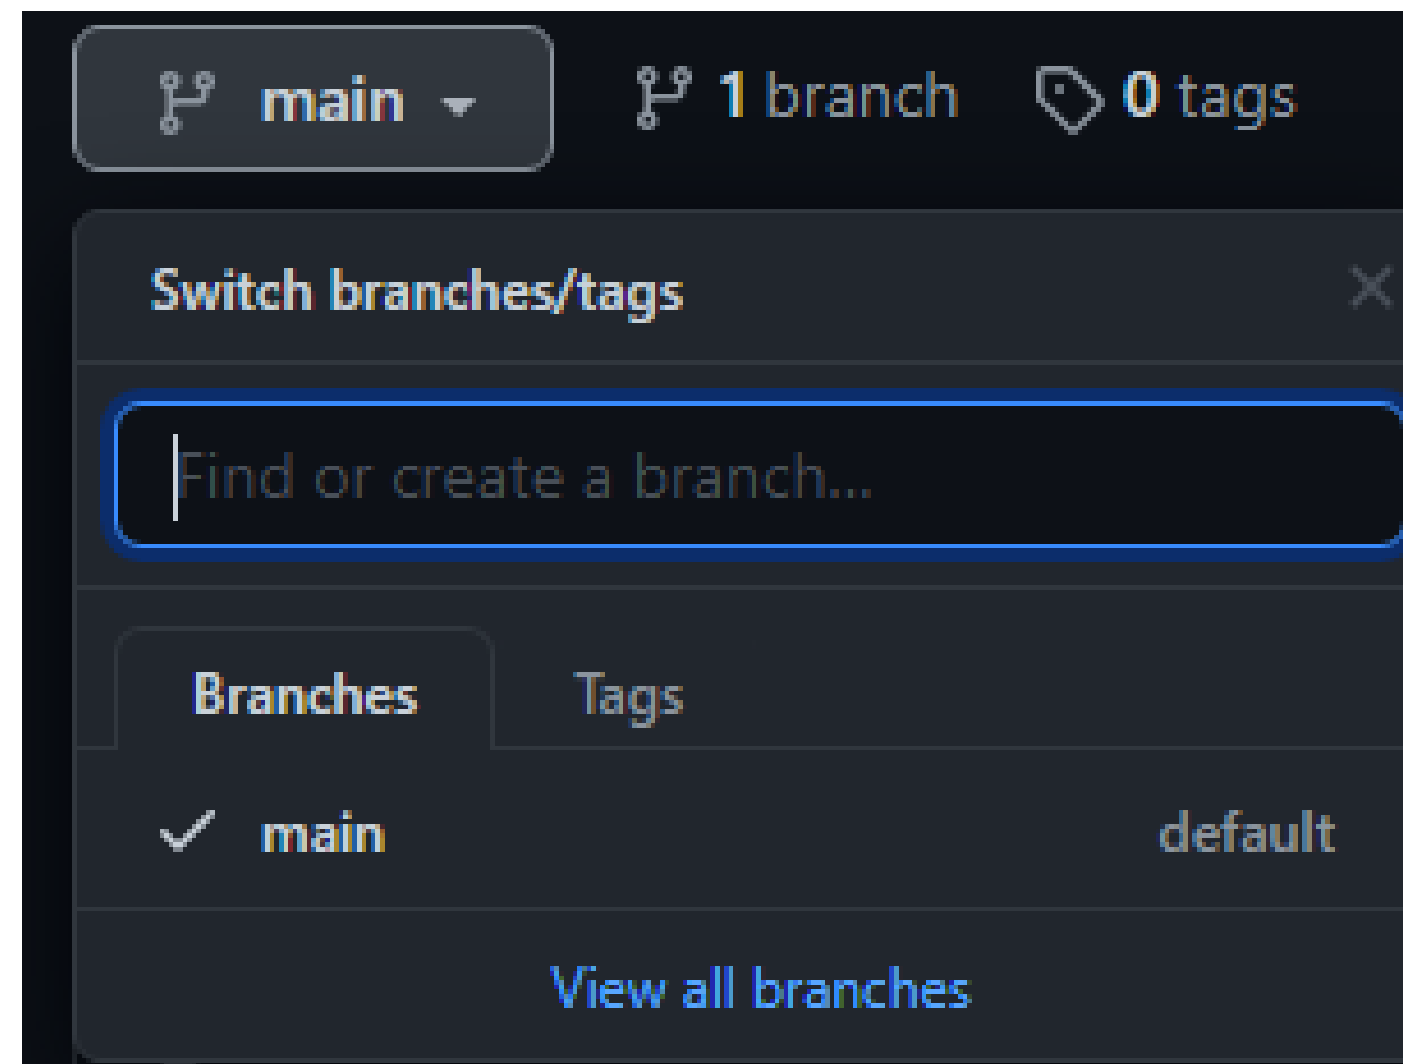 main 1 branch 0 tags
Switch branches/tags
Find or create a branch...
Branches Tags
main default
View all branches